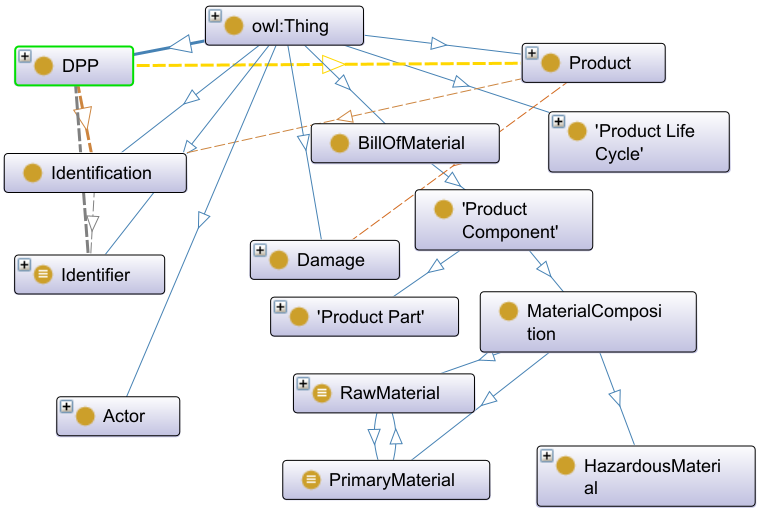 owl:Thing
DPP
Product
'Product Life
Cycle'
BillOfMaterial
Identification
'Product
Component'
Damage
Identifier
'Product Part'
MaterialComposi
tion
RawMaterial
Actor
PrimaryMaterial
HazardousMateri
al